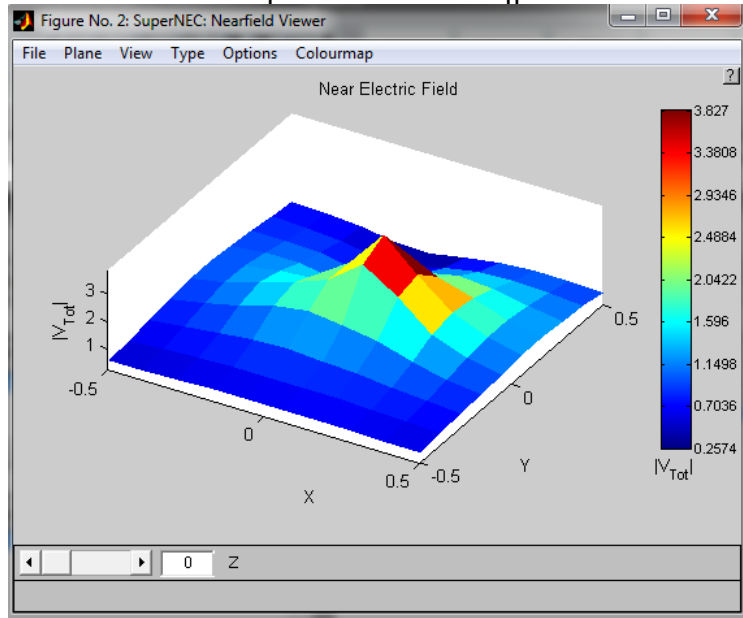 Figure No. 2: SuperNEC: Nearfield Viewer
File Plane View Type Options Colourmap
?
Near Electric Field
3.827
3.3808
2.9346
2.4884
2.0422
1.596
1.1498
0.7036
0.2574
|V_Tot|
3
2
1
|V_Tot|
-0.5
0
0.5
X
-0.5
0
0.5
Y
0 Z